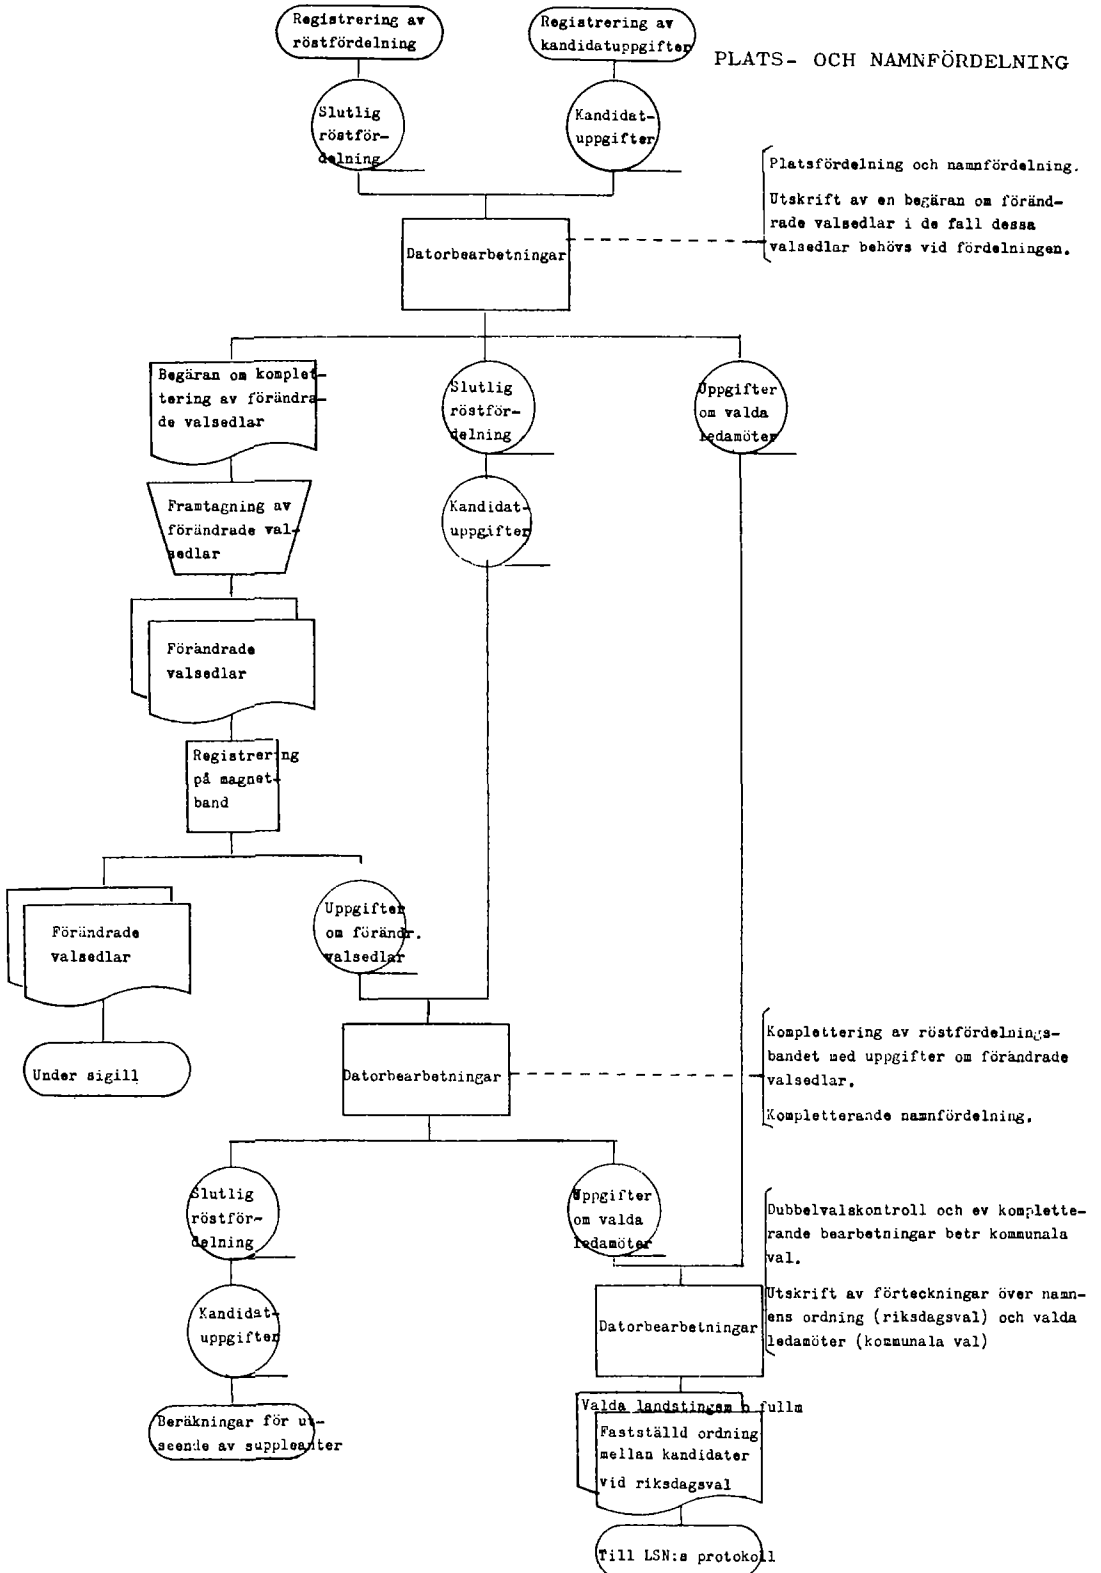 Registrering av
röstfördelning
Registrering av
kandidatuppgifter
PLATS- OCH NAMNFÖRDELNING
Slutlig
röstför-
delning
Kandidat-
uppgifter
Platsfördelning och namnfördelning.
Utskrift av en begäran om föränd-
rade valsedlar i de fall dessa
valsedlar behövs vid fördelningen.
Datorbearbetningar
Begäran om komplet-
tering av förändra-
de valsedlar
Slutlig
röstför-
delning
Uppgifter
om valda
ledamöter
Framtagning av
förändrade val-
sedlar
Kandidat-
uppgifter
Förändrade
valsedlar
Registrering
på magnet-
band
Förändrade
valsedlar
Uppgifter
om förändr.
valsedlar
Under sigill
Datorbearbetningar
Komplettering av röstfördelnings-
bandet med uppgifter om förändrade
valsedlar.
Kompletterande namnfördelning.
Slutlig
röstför-
delning
Uppgifter
om valda
ledamöter
Dubbelvalskontroll och ev komplette-
rande bearbetningar betr kommunala
val.
Utskrift av förteckningar över namn-
ens ordning (riksdagsval) och valda
ledamöter (kommunala val)
Kandidat-
uppgifter
Datorbearbetningar
Beräkningar för ut-
seende av suppleanter
Valda landstingsm o fullm
Fastställd ordning
mellan kandidater
vid riksdagsval
Till LSN:s protokoll